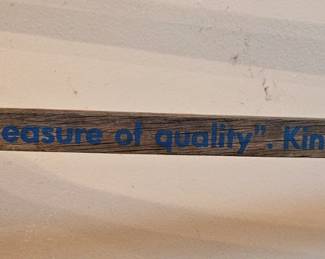 easure of quality". Kin